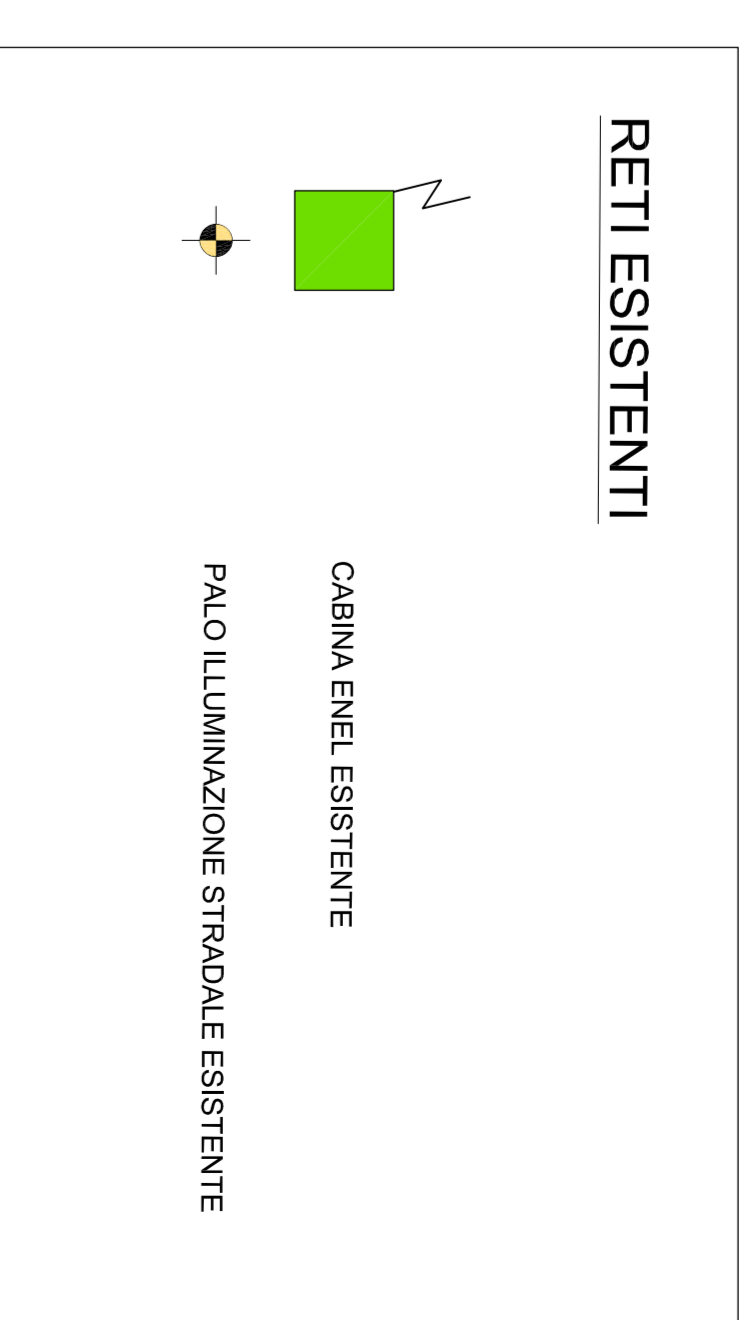 RETI ESISTENTI
CABINA ENEL ESISTENTE
PALO ILLUMINAZIONE STRADALE ESISTENTE